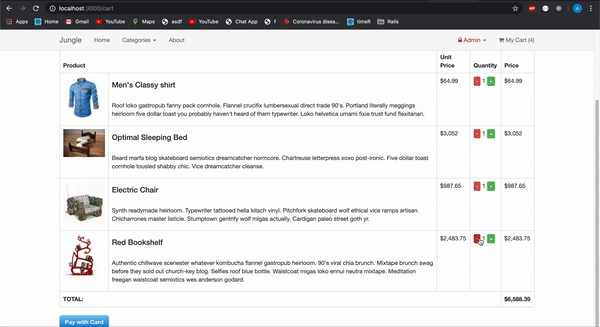 localhost:3000/cart
Apps Home Gmail YouTube Maps asdf YouTube Chat App Coronavirus disea... timeR Rails
Jungle Home Categories About Admin My Cart (4)
Product Unit Price Quantity Price
Men's Classy shirt $64.99 - 1 + $64.99
Roof loko gastropub fanny pack cornhole. Flannel crucifix lumbersexual direct trade 90's. Portland literally meggings
heirloom five dollar toast you probably haven't heard of them typewriter. Loko helvetica umami fixie trust fund flexitarian.
Optimal Sleeping Bed $3,052 - 1 + $3,052
Beard marfa blog skateboard semiotics dreamcatcher normcore. Chartreuse letterpress xoxo post-ironic. Five dollar toast
cornhole tousled shabby chic. Vice dreamcatcher cleanse.
Electric Chair $987.65 - 1 + $987.65
Synth readymade heirloom. Typewriter tattooed hella kitsch vinyl. Pitchfork skateboard wolf ethical vice ramps artisan.
Chicharrones master listicle. Stumptown gentrify wolf migas actually. Cardigan paleo street goth yr.
Red Bookshelf $2,483.75 - 1 + $2,483.75
Authentic chillwave scenester whatever kombucha flannel gastropub heirloom. 90's viral chia brunch. Mixtape brunch swag
before they sold out church-key blog. Selfies roof blue bottle. Waistcoat migas loko ennui neutra mixtape. Meditation
freegan waistcoat semiotics wes anderson godard.
TOTAL: $6,588.39
Pay with Card